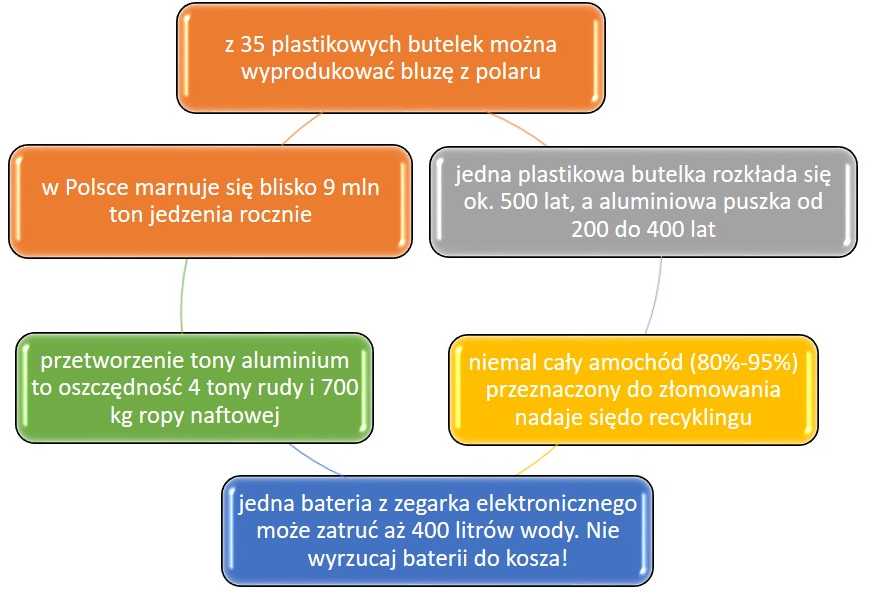 z 35 plastikowych butelek można
wyprodukować bluzę z polaru
w Polsce marnuje się blisko 9 mln
ton jedzenia rocznie
jedna plastikowa butelka rozkłada się
ok. 500 lat, a aluminiowa puszka od
200 do 400 lat
przetworzenie tony aluminium
to oszczędność 4 tony rudy i 700
kg ropy naftowej
niemal cały amochód (80%-95%)
przeznaczony do złomowania
nadaje siędo recyklingu
jedna bateria z zegarka elektronicznego
może zatruć aż 400 litrów wody. Nie
wyrzucaj baterii do kosza!